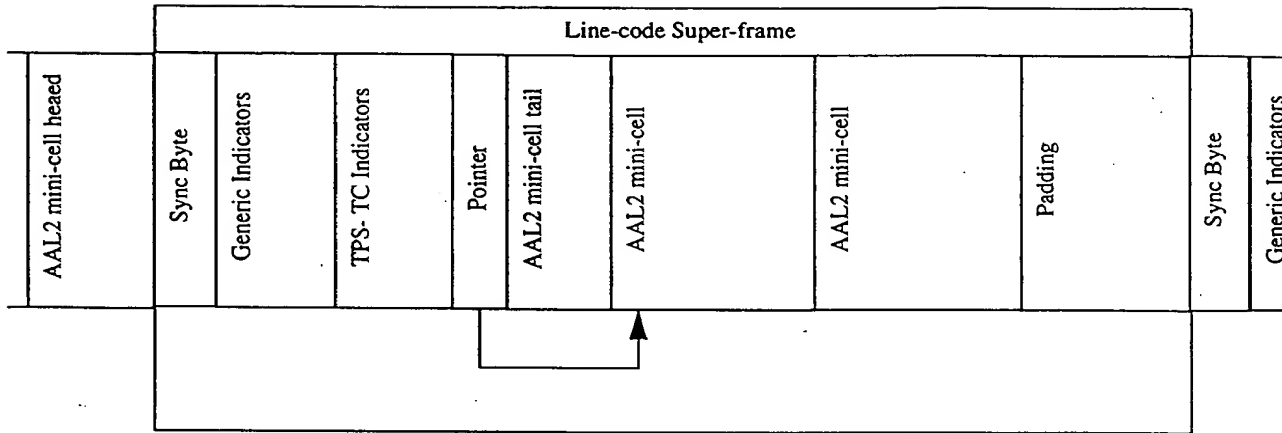 Line-code Super-frame
AAL2 mini-cell heaed
Sync Byte
Generic Indicators
TPS- TC Indicators
Pointer
AAL2 mini-cell tail
AAL2 mini-cell
AAL2 mini-cell
Padding
Sync Byte
Generic Indicators